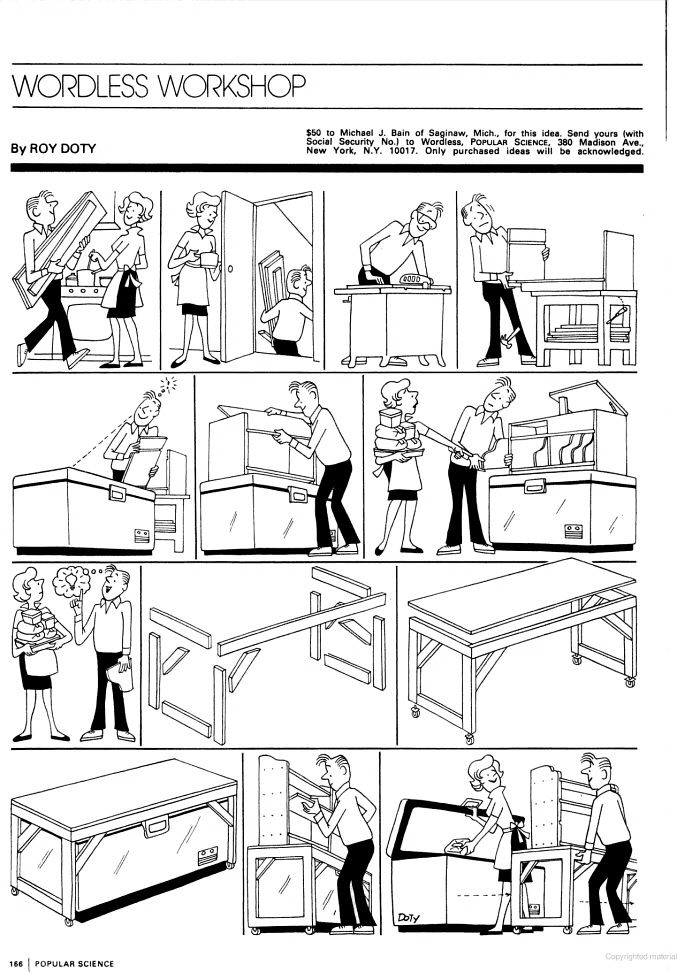 WORDLESS WORKSHOP
By ROY DOTY
$50 to Michael J. Bain of Saginaw, Mich., for this idea. Send yours (with
Social Security No.) to Wordless, POPULAR SCIENCE, 380 Madison Ave.,
New York, N.Y. 10017. Only purchased ideas will be acknowledged.
?!
DOTY
166 | POPULAR SCIENCE
Copyrighted material